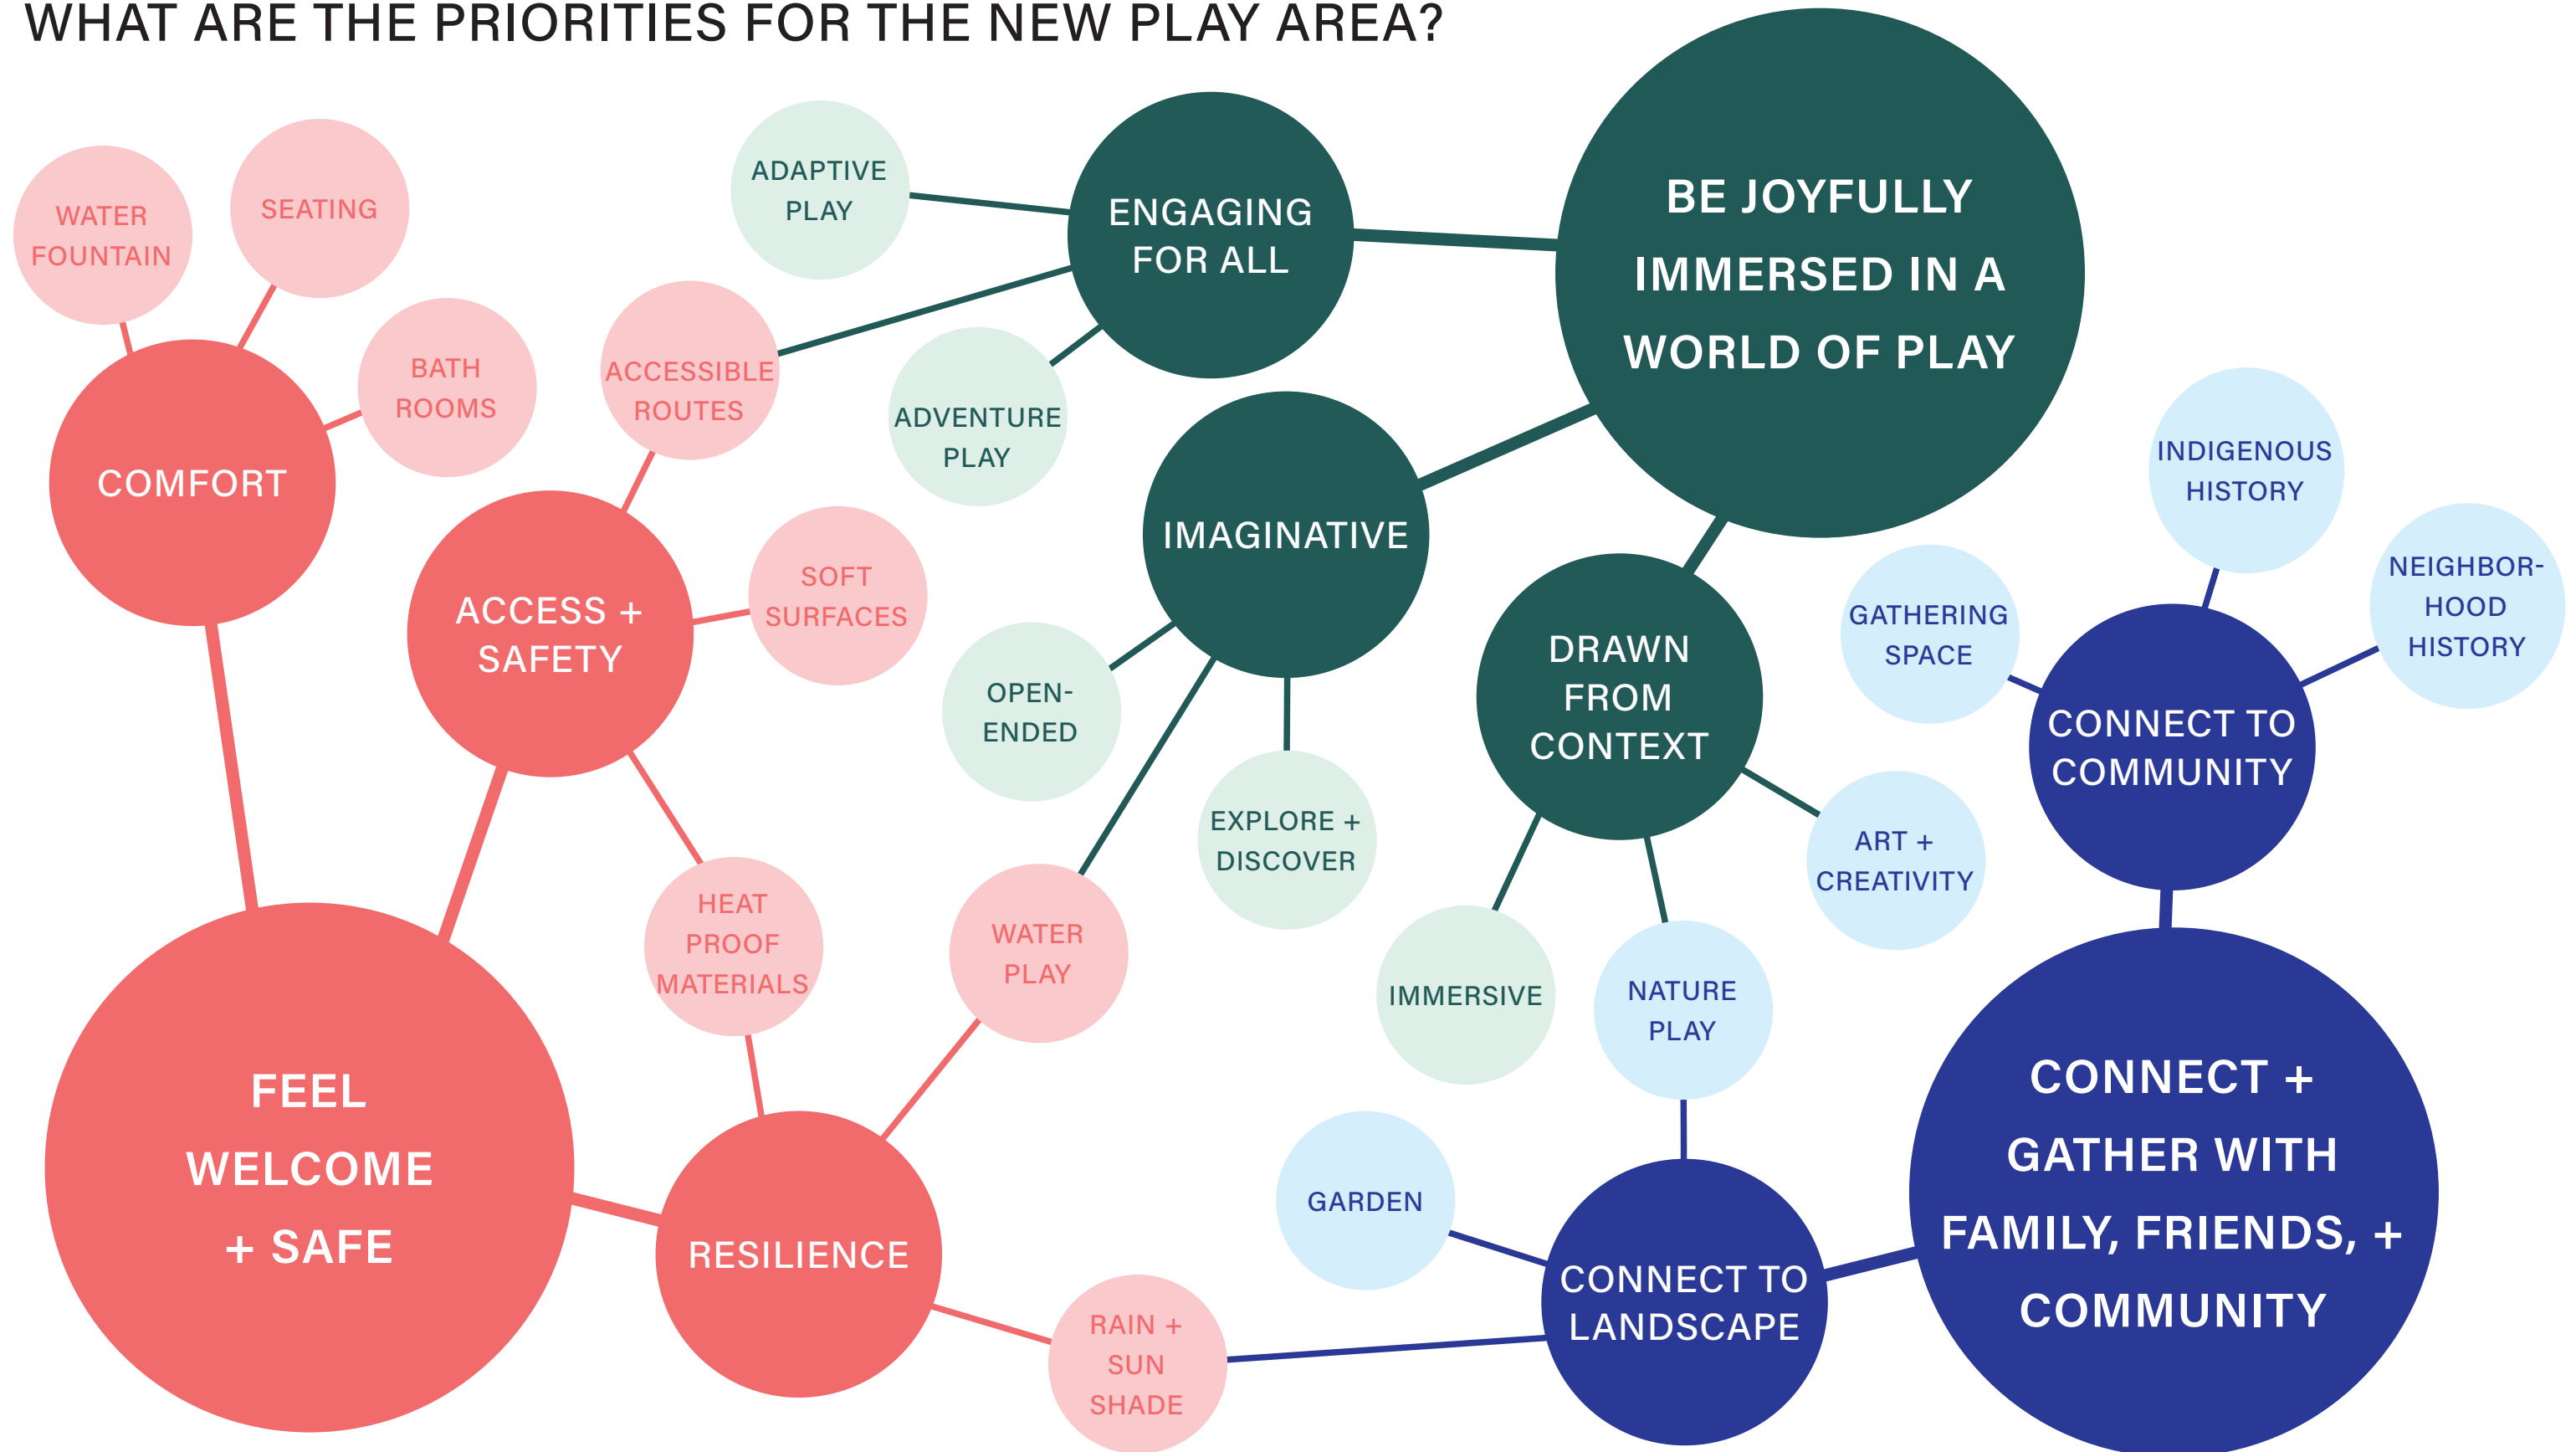 WHAT ARE THE PRIORITIES FOR THE NEW PLAY AREA?
WATER
FOUNTAIN
SEATING
BATH
ROOMS
COMFORT
ACCESSIBLE
ROUTES
ACCESS +
SAFETY
SOFT
SURFACES
HEAT
PROOF
MATERIALS
FEEL
WELCOME
+ SAFE
RESILIENCE
WATER
PLAY
RAIN +
SUN
SHADE
ADAPTIVE
PLAY
ENGAGING
FOR ALL
ADVENTURE
PLAY
BE JOYFULLY
IMMERSED IN A
WORLD OF PLAY
IMAGINATIVE
OPEN-
ENDED
EXPLORE +
DISCOVER
DRAWN
FROM
CONTEXT
IMMERSIVE
NATURE
PLAY
ART +
CREATIVITY
INDIGENOUS
HISTORY
NEIGHBOR-
HOOD
HISTORY
GATHERING
SPACE
CONNECT TO
COMMUNITY
GARDEN
CONNECT TO
LANDSCAPE
CONNECT +
GATHER WITH
FAMILY, FRIENDS, +
COMMUNITY